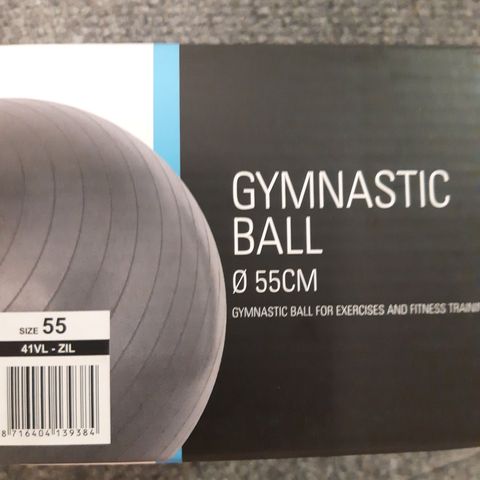 GYMNASTIC
BALL
Ø 55CM
GYMNASTIC BALL FOR EXERCISES AND FITNESS
SIZE 55
41VL - ZIL
8 716404 139384